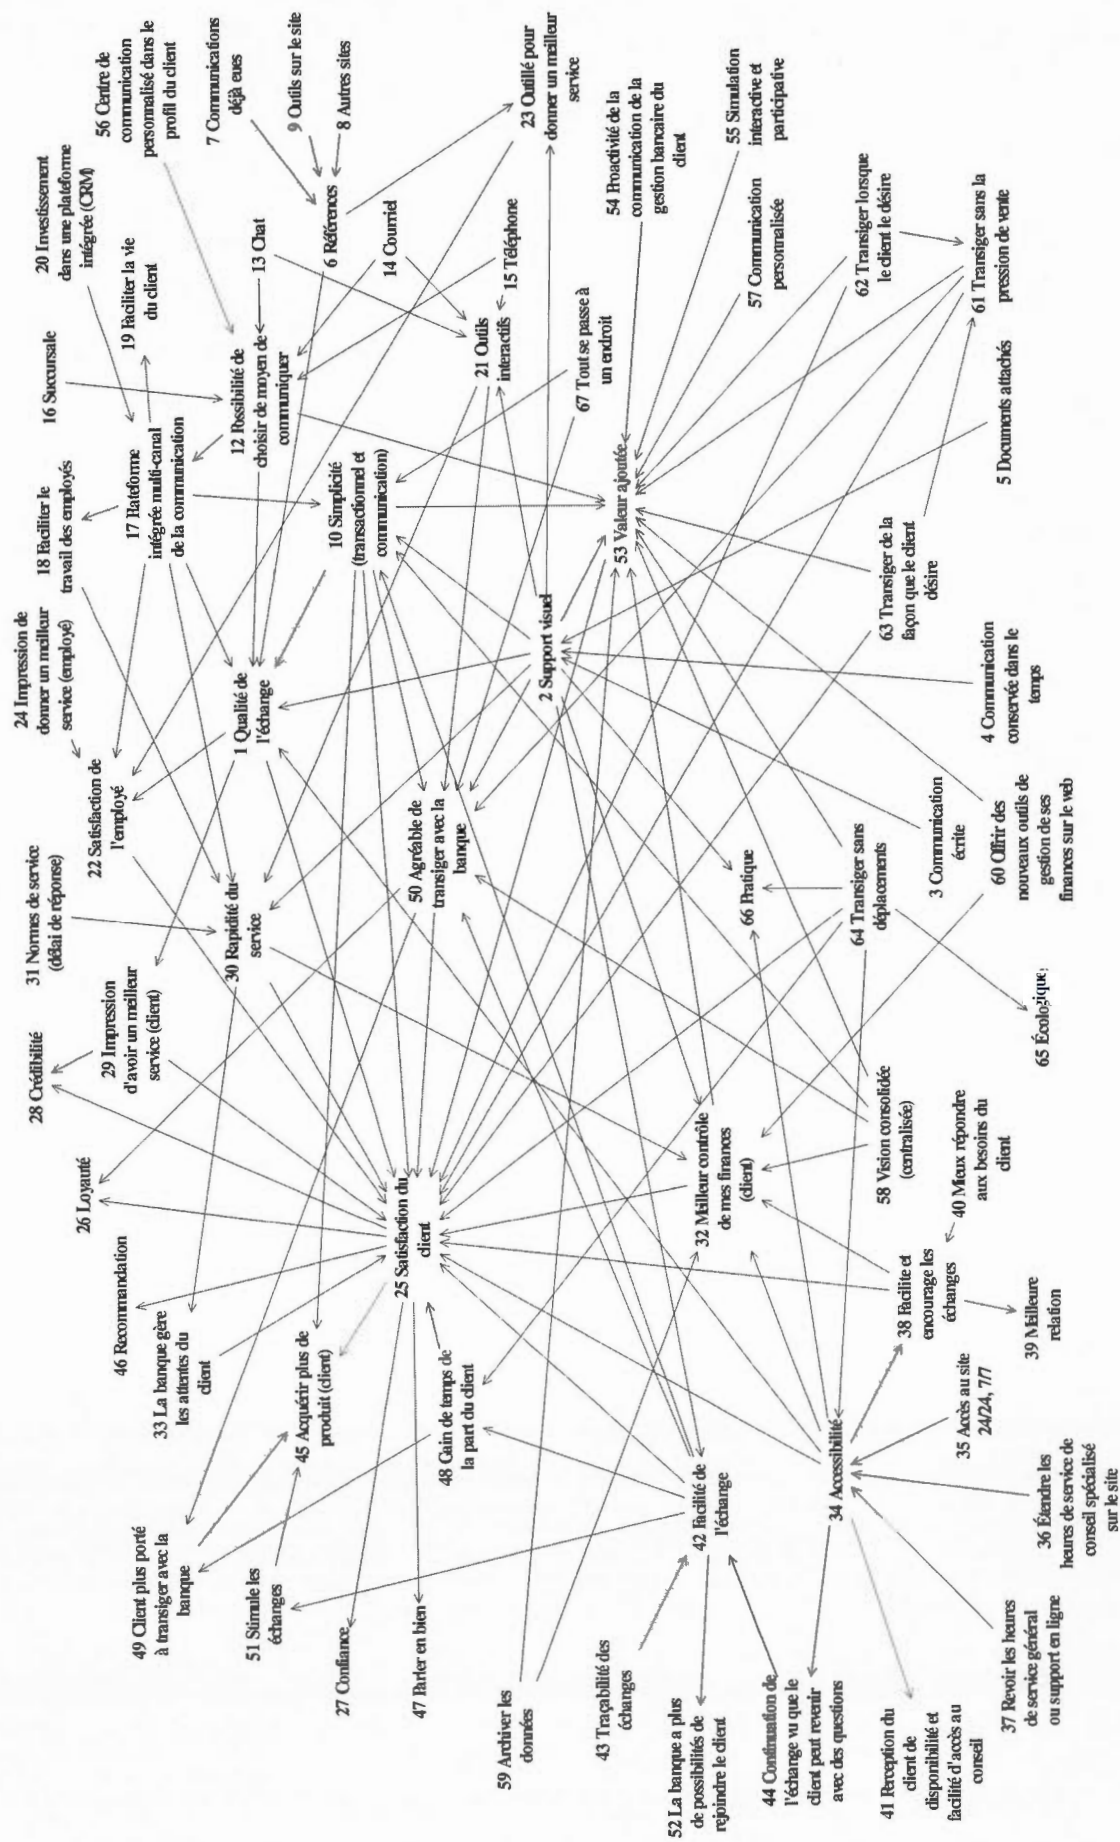 56 Centre de
communication
personnalisé dans le
profil du client
20 Investissement
dans une plateforme
intégrée (CRM)
7 Communications
déjà eues
9 Outils sur le site
8 Autres sites
19 Faciliter la vie
du client
16 Succursale
18 Faciliter le
travail des employés
24 Impression de
donner un meilleur
service (employé)
31 Normes de service
(délai de réponse)
28 Crédibilité
26 Loyauté
46 Recommandation
17 Plateforme
intégrée multi-canal
de la communication
12 Possibilité de
choisir de moyen de
communiquer
13 Chat
6 Références
14 Courriel
15 Téléphone
23 Outillé pour
donner un meilleur
service
22 Satisfaction de
l'employé
29 Impression
d'avoir un meilleur
service (client)
33 La banque gère
les attentes du
client
49 Client plus porté
à transiger avec la
banque
1 Qualité de
l'échange
30 Rapidité du
service
10 Simplicité
(transactionnel et
communication)
21 Outils
interactifs
67 Tout se passe à
un endroit
54 Proactivité de la
communication de la
gestion bancaire du
client
55 Simulation
interactive et
participative
45 Acquérir plus de
produit (client)
51 Stimule les
échanges
27 Confiance
25 Satisfaction du
client
50 Agréable de
transiger avec la
banque
48 Gain de temps de
la part du client
47 Parler en bien
2 Support visuel
53 Valeur ajoutée
57 Communication
personnalisée
62 Transiger lorsque
le client le désire
61 Transiger sans la
pression de vente
5 Documents attachés
63 Transiger de la
façon que le client
désire
59 Archiver les
données
43 Traçabilité des
échanges
42 Facilité de
l'échange
32 Meilleur contrôle
de mes finances
(client)
66 Pratique
64 Transiger sans
déplacements
52 La banque a plus
de possibilités de
rejoindre le client
44 Continuation de
l'échange vu que le
client peut revenir
avec des questions
34 Accessibilité
38 Facilite et
encourage les
échanges
58 Vision consolidée
(centralisée)
40 Mieux répondre
aux besoins du
client
3 Communication
écrite
4 Communication
conservée dans le
temps
60 Offrir des
nouveaux outils de
gestion de ses
finances sur le web
65 Écologique
39 Meilleure
relation
35 Accès au site
24/24, 7/7
36 Étendre les
heures de service de
conseil spécialisé
sur le site
37 Revoir les heures
de service général
ou support en ligne
41 Perception du
client de
disponibilité et
facilité d'accès au
conseil